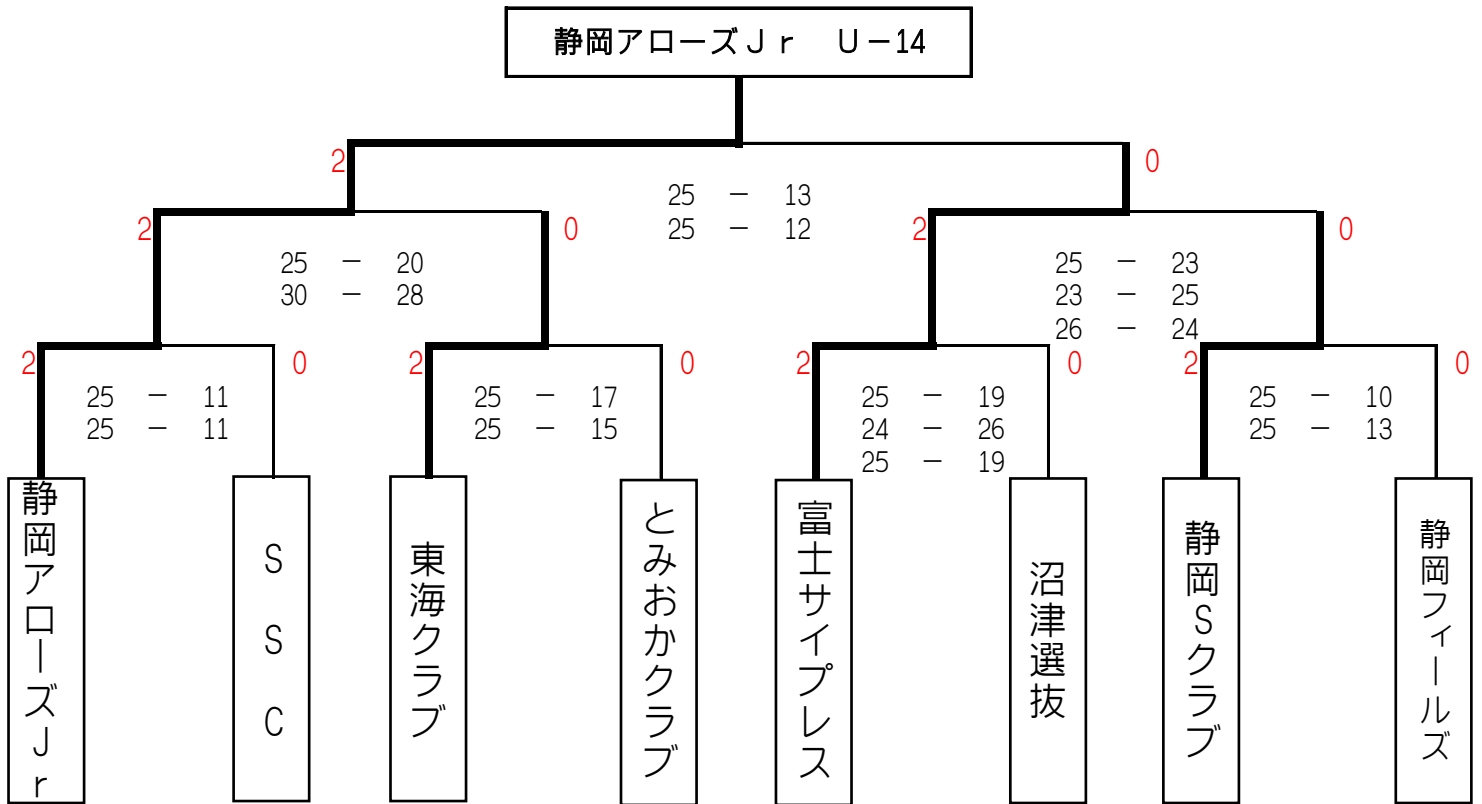 静岡アローズJr U-14
2
0
25 - 13
25 - 12
2
0
2
0
25 - 20
30 - 28
25 - 23
23 - 25
26 - 24
2
0
2
0
2
0
2
0
25 - 11
25 - 11
25 - 17
25 - 15
25 - 19
24 - 26
25 - 19
25 - 10
25 - 13
静岡アローズJr
SSC
東海クラブ
とみおかクラブ
富士サイプレス
沼津選抜
静岡Sクラブ
静岡フィールズ